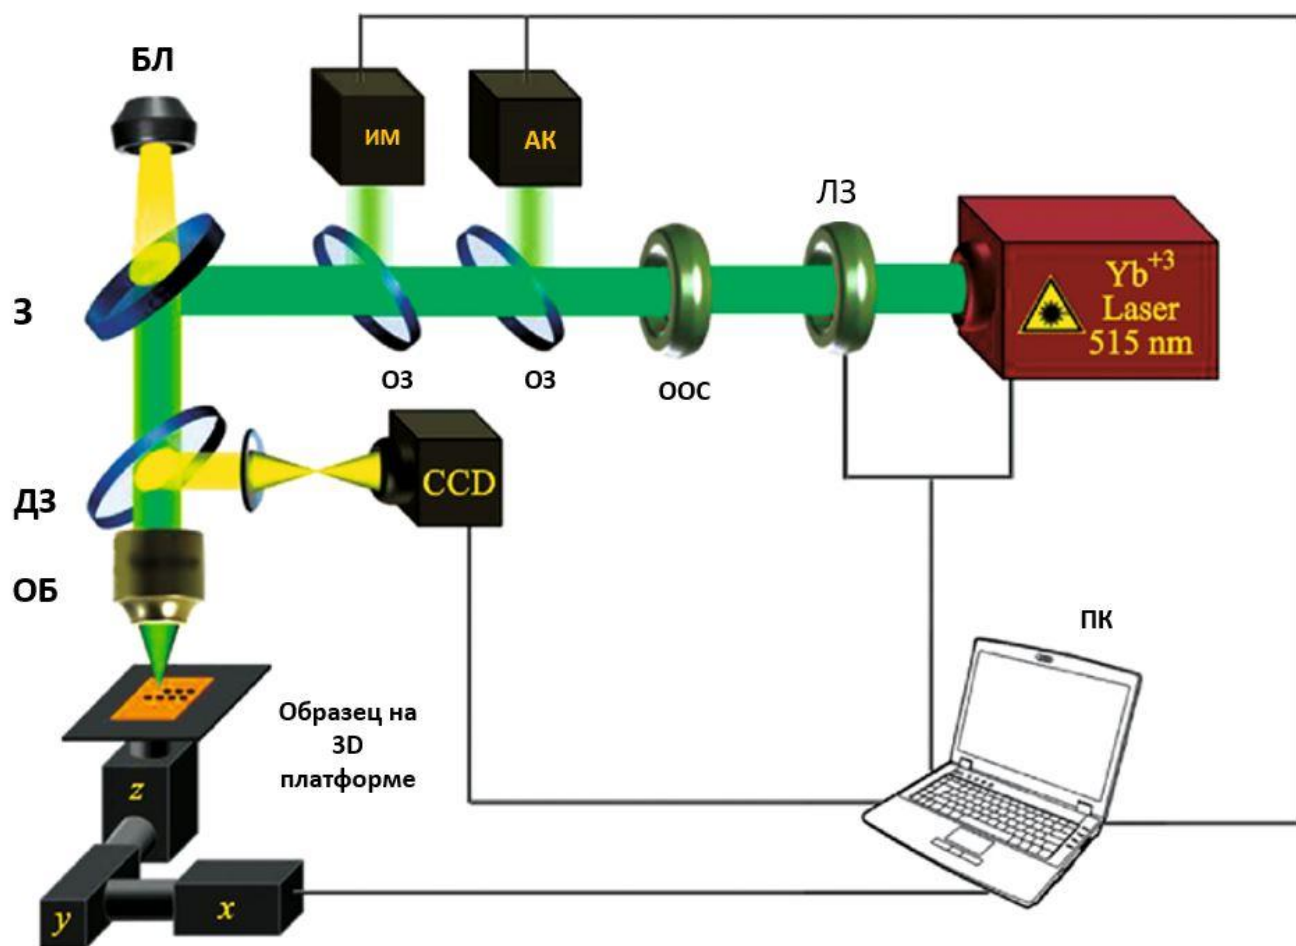 БЛ
ИМ
АК
ЛЗ
Yb+3
Laser
515 nm
З
ОЗ
ОЗ
ООС
CCD
ДЗ
ОБ
ПК
Образец на
3D
платформе
z
y
x